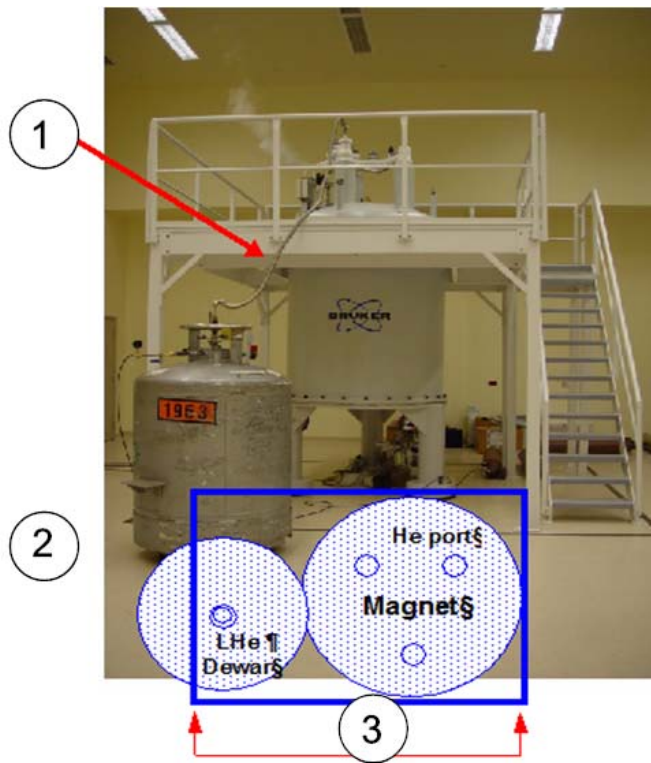 1
BRUKER
19E3
2
He port§
Magnet§
LHe ¶
Dewar§
3